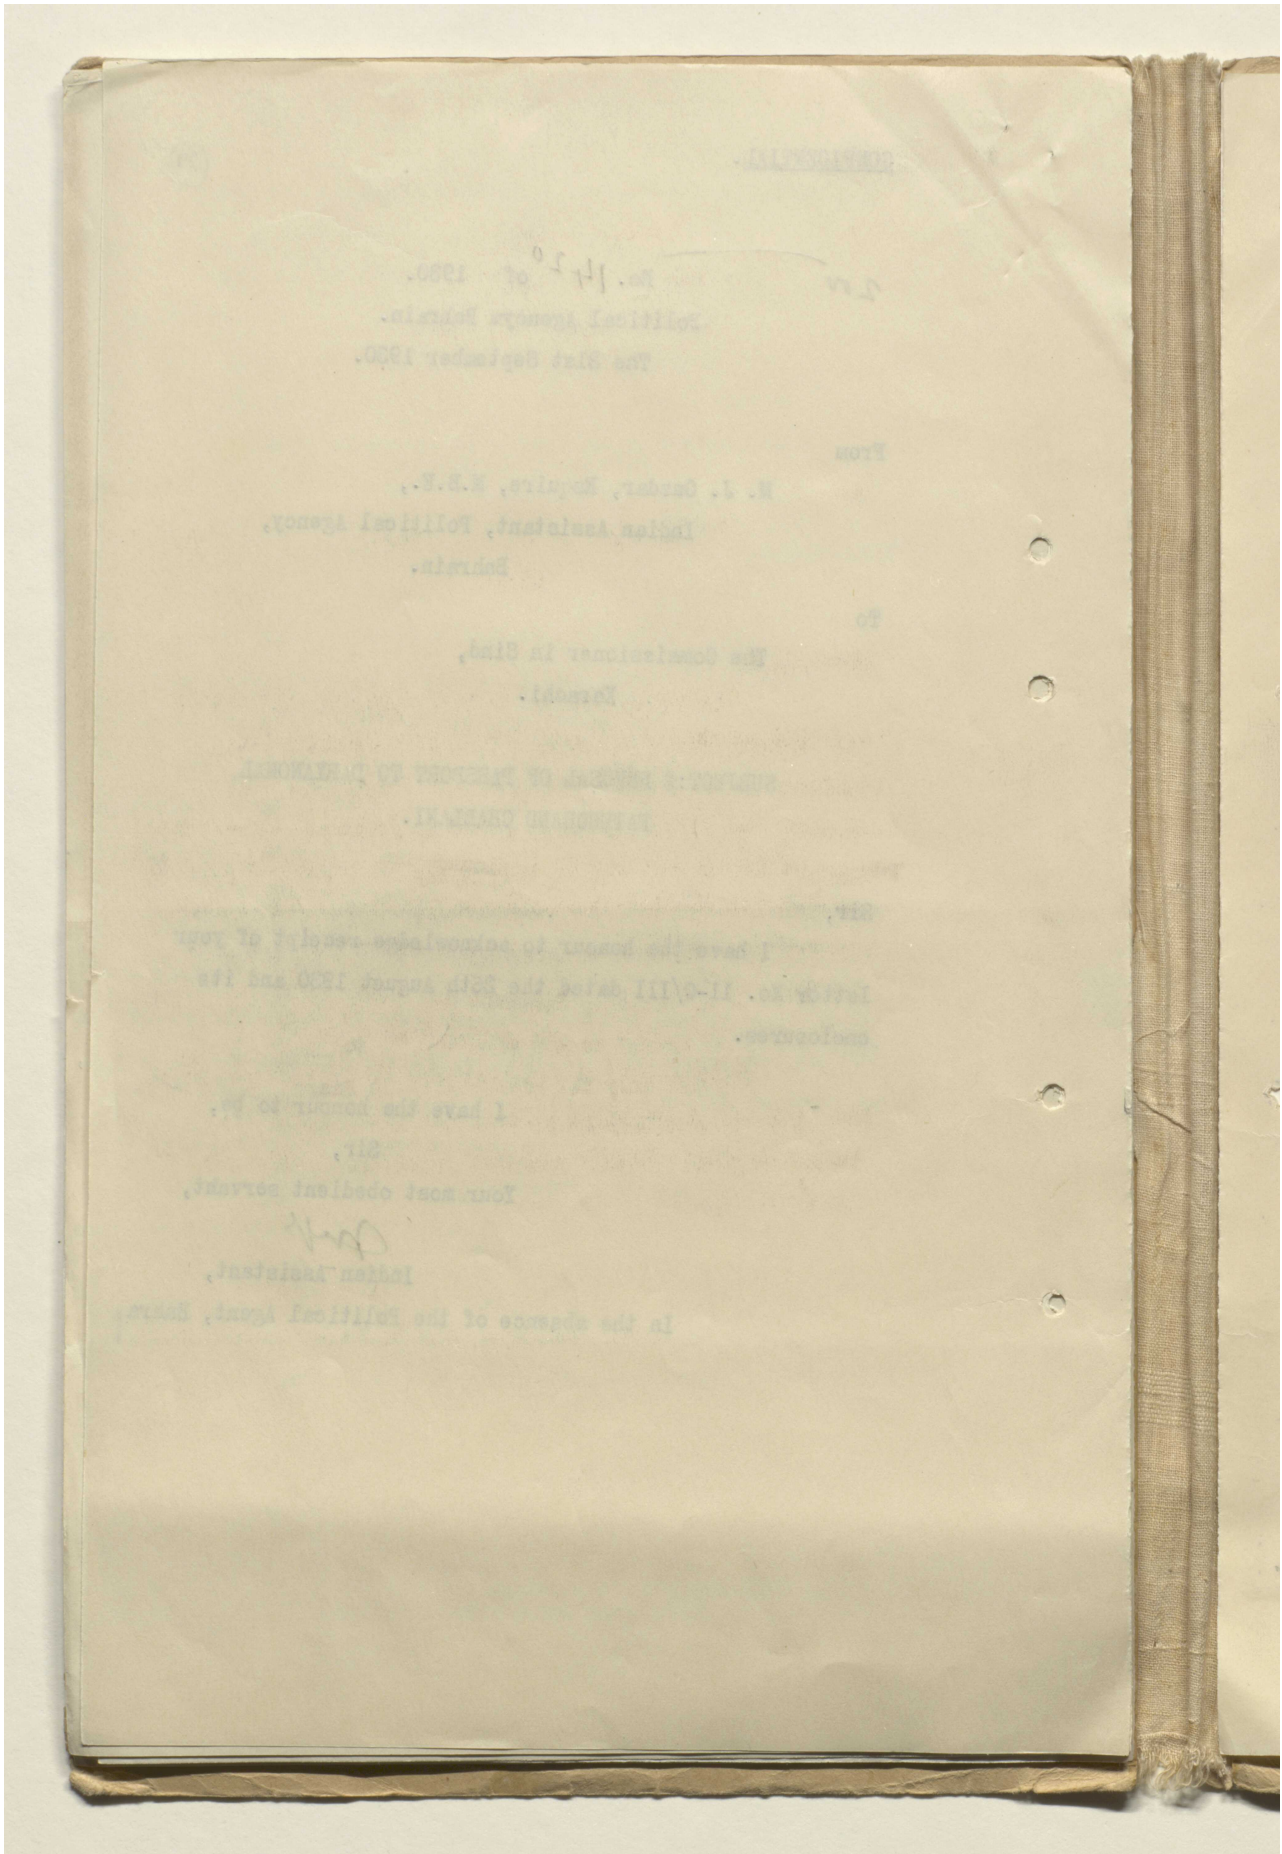 CONFIDENTIAL.
No. 1420 of 1930.
Political Agency, Bahrain.
The 21st September 1930.
From
M. J. Gazdar, Esquire, M.B.E.,
Indian Assistant, Political Agency,
Bahrain.
To
The Commissioner in Sind,
Karachi.
SUBJECT: OF PASSPORT TO
Sir,
I have the honour to acknowledge receipt of your
letter No. 11-C/III dated the 25th August 1930 and its
enclosures.
I have the honour to be,
Sir,
Your most obedient servant,
Indian Assistant,
In the absence of the Political Agent,